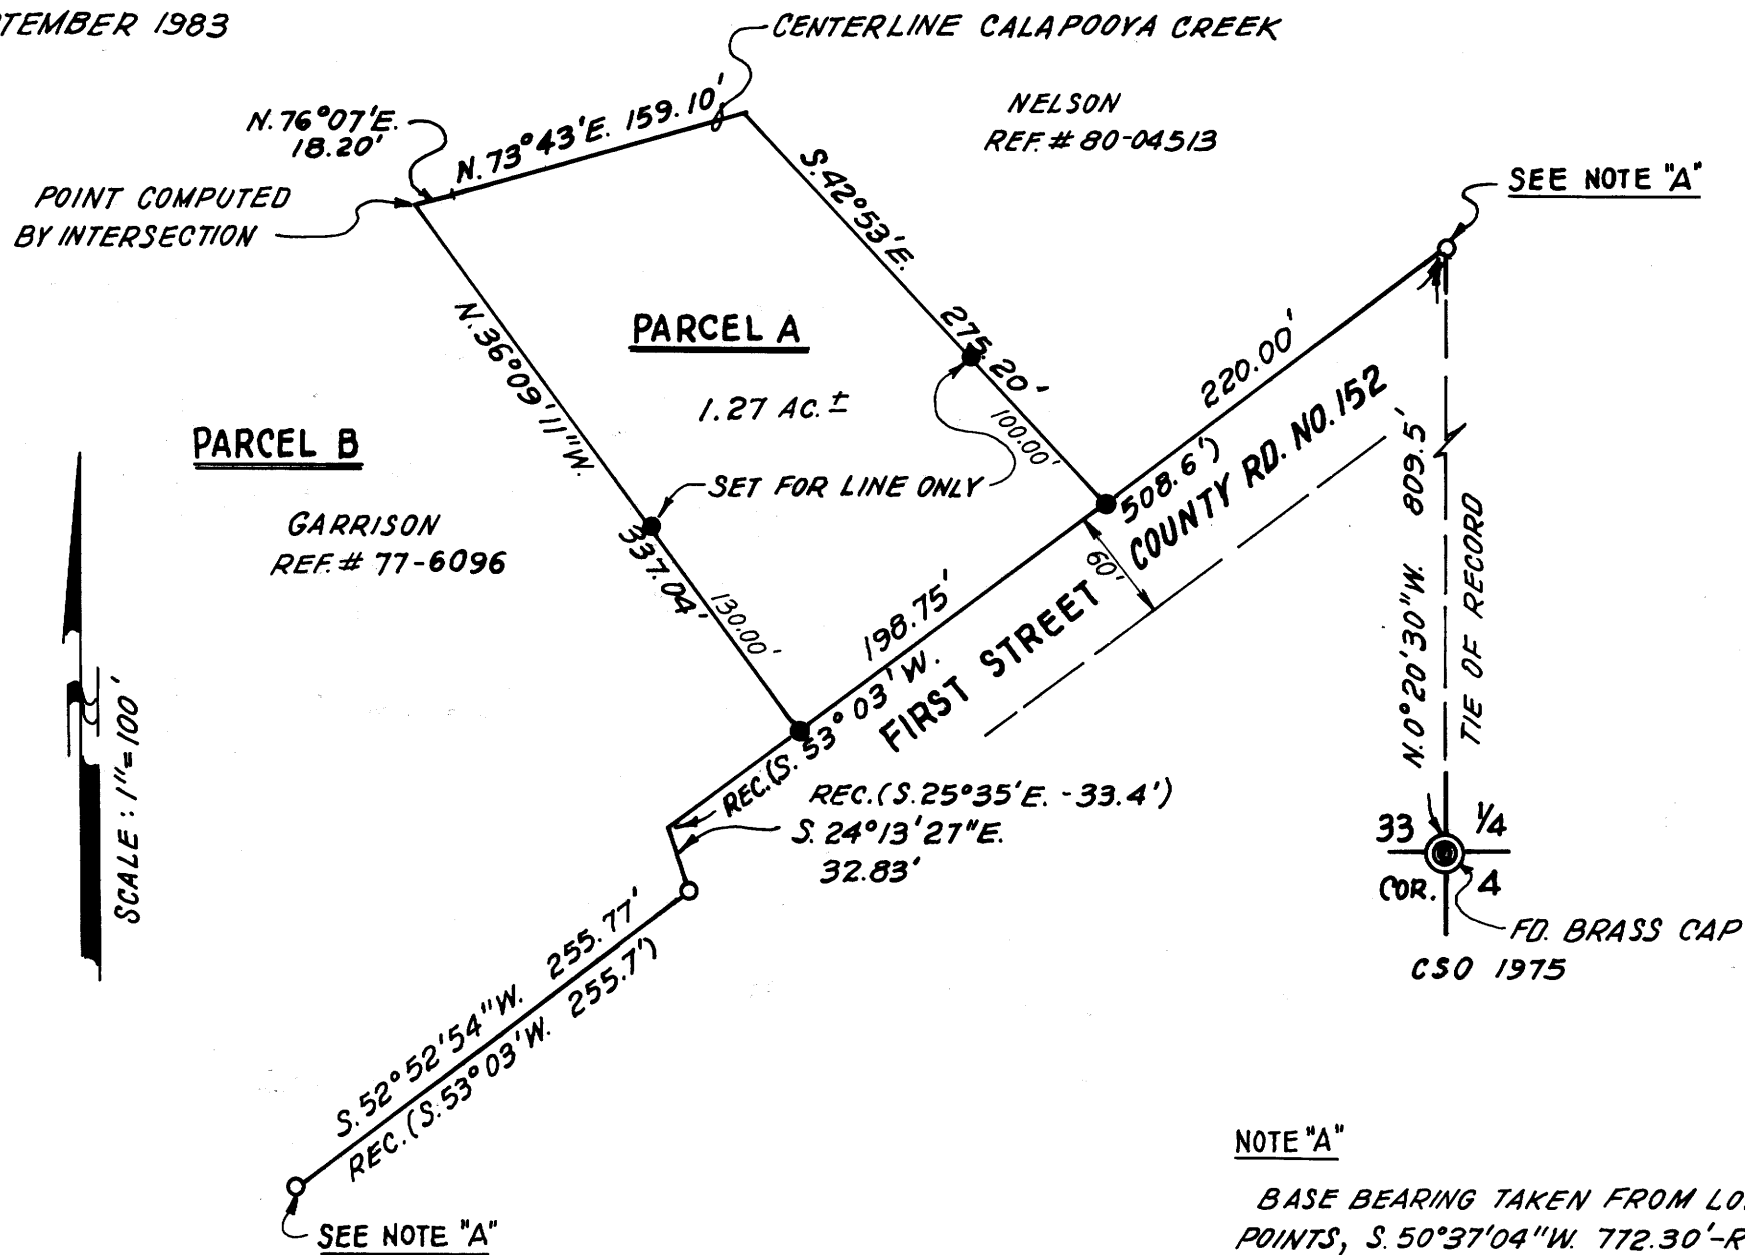 TEMBER 1983
CENTERLINE CALAPOOYA CREEK
NELSON
REF. # 80-04513
N. 76°07'E.
18.20'
N. 73°43'E. 159.10'
POINT COMPUTED
BY INTERSECTION
S. 42°53'E. 275.20'
100.00'
SEE NOTE "A"
PARCEL A
1.27 AC. ±
N. 36°09'11"W. 337.04'
130.00'
220.00'
PARCEL B
GARRISON
REF. # 77-6096
SET FOR LINE ONLY
198.75'
REC. (S. 53°03'W. 508.6')
FIRST STREET COUNTY RD. NO. 152
60'
N. 0°20'30"W. 809.5'
TIE OF RECORD
SCALE : 1"=100'
REC. (S. 25°35'E. - 33.4')
S. 24°13'27"E.
32.83'
33 1/4
COR. 4
FD. BRASS CAP
CSO 1975
S. 52°52'54"W. 255.77'
REC. (S. 53°03'W. 255.7')
SEE NOTE "A"
NOTE "A"
BASE BEARING TAKEN FROM LO
POINTS, S. 50°37'04"W. 772.30'-R